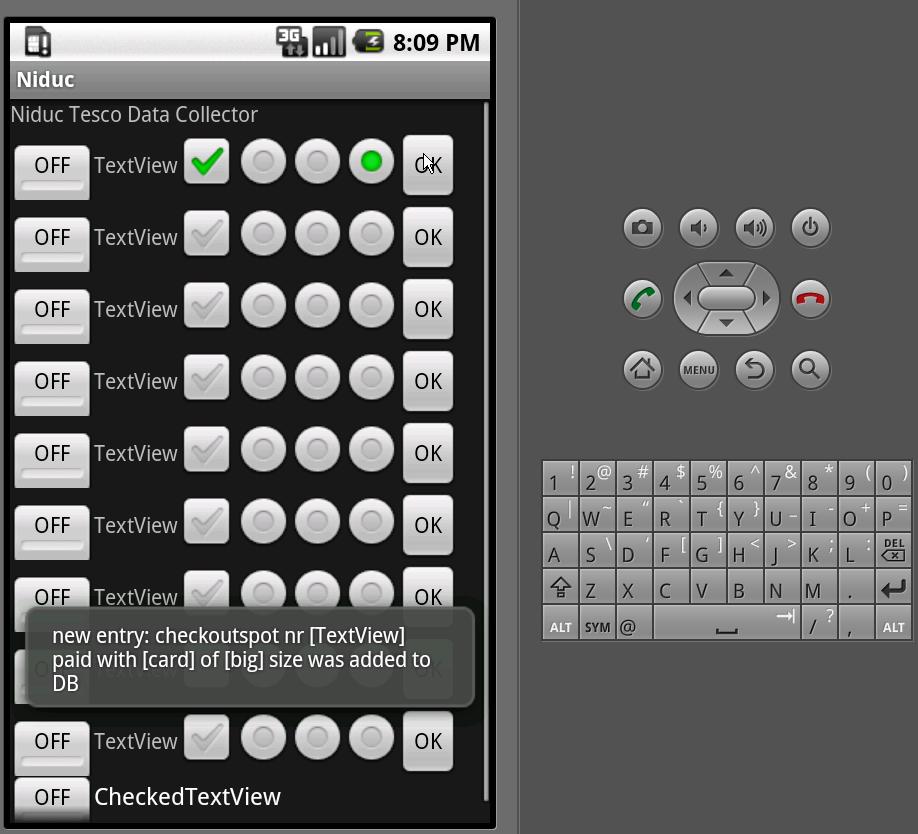 3G 8:09 PM
Niduc
Niduc Tesco Data Collector
OFF TextView OK
OFF TextView OK
OFF TextView OK
OFF TextView OK
OFF TextView OK
OFF TextView OK
OFF TextView OK
new entry: checkoutspot nr [TextView]
paid with [card] of [big] size was added to
DB
OFF TextView OK
OFF CheckedTextView
MENU
1 ! 2 @ 3 # 4 $ 5 % 6 ^ 7 & 8 * 9 ( 0 )
Q | W ~ E “ R ` T { Y } U _ I - O + P =
A S \ D ‘ F [ G ] H < J > K ; L : DEL
Z X C V B N M .
ALT SYM @ / ? , ALT